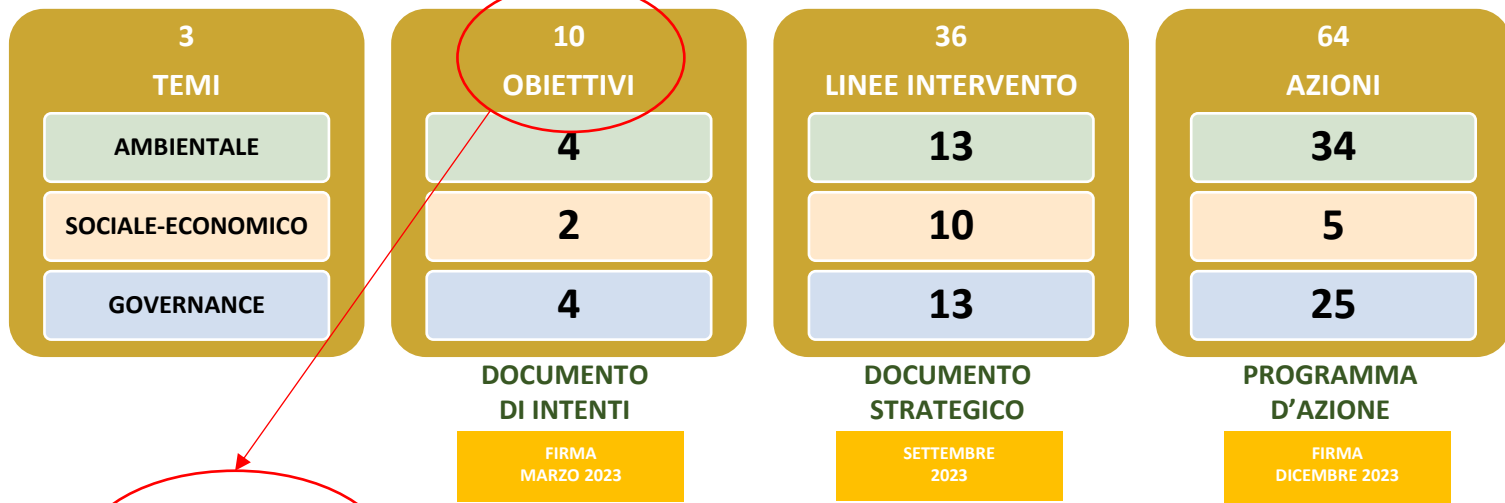 3
TEMI
AMBIENTALE
SOCIALE-ECONOMICO
GOVERNANCE
10
OBIETTIVI
4
2
4
DOCUMENTO
DI INTENTI
FIRMA
MARZO 2023
36
LINEE INTERVENTO
13
10
13
DOCUMENTO
STRATEGICO
SETTEMBRE
2023
64
AZIONI
34
5
25
PROGRAMMA
D'AZIONE
FIRMA
DICEMBRE 2023